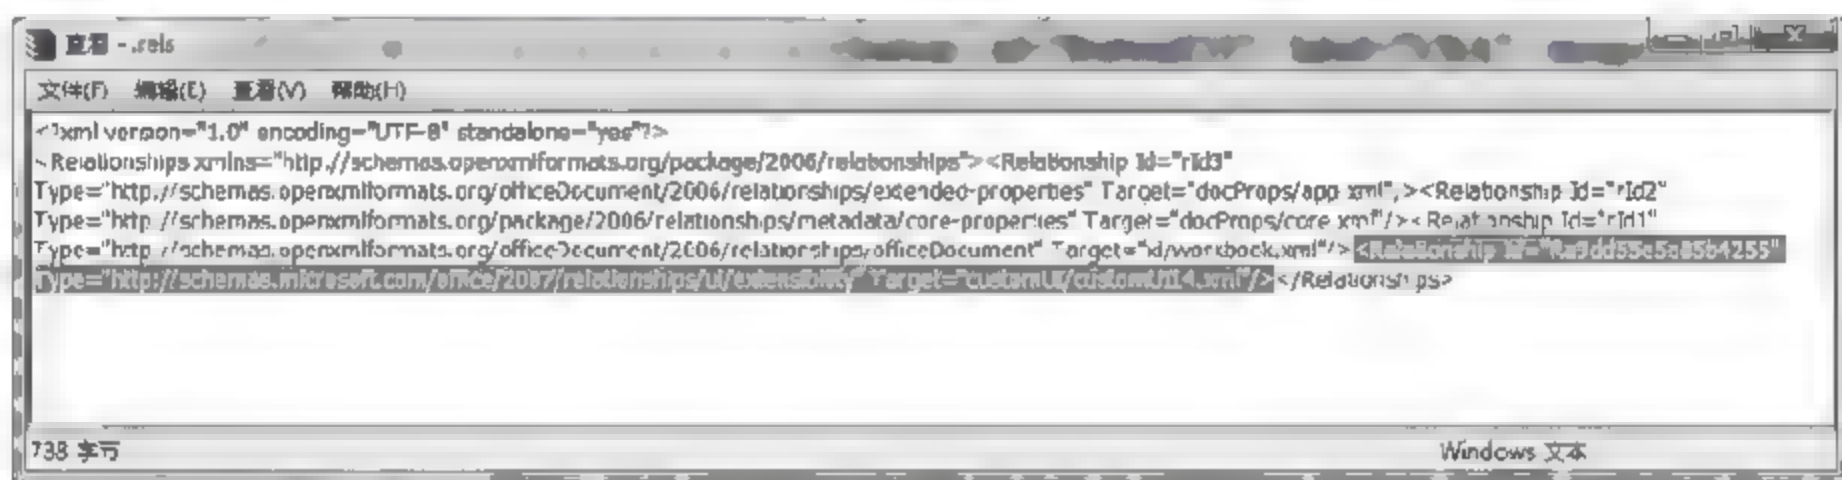 查看 - .rels
文件(F) 编辑(E) 查看(V) 帮助(H)
<?xml version="1.0" encoding="UTF-8" standalone="yes"?>
<Relationships xmlns="http://schemas.openxmlformats.org/package/2006/relationships"><Relationship Id="rId3"
Type="http://schemas.openxmlformats.org/officeDocument/2006/relationships/extended-properties" Target="docProps/app.xml"/><Relationship Id="rId2"
Type="http://schemas.openxmlformats.org/package/2006/relationships/metadata/core-properties" Target="docProps/core.xml"/><Relationship Id="rId1"
Type="http://schemas.openxmlformats.org/officeDocument/2006/relationships/officeDocument" Target="xl/workbook.xml"/><Relationship Id=
Type="http://schemas.microsoft.com/office/2007/relationships/ui/extensibility" Target="customUI/customUI14.xml"/></Relationships>
738 字节
Windows 文本